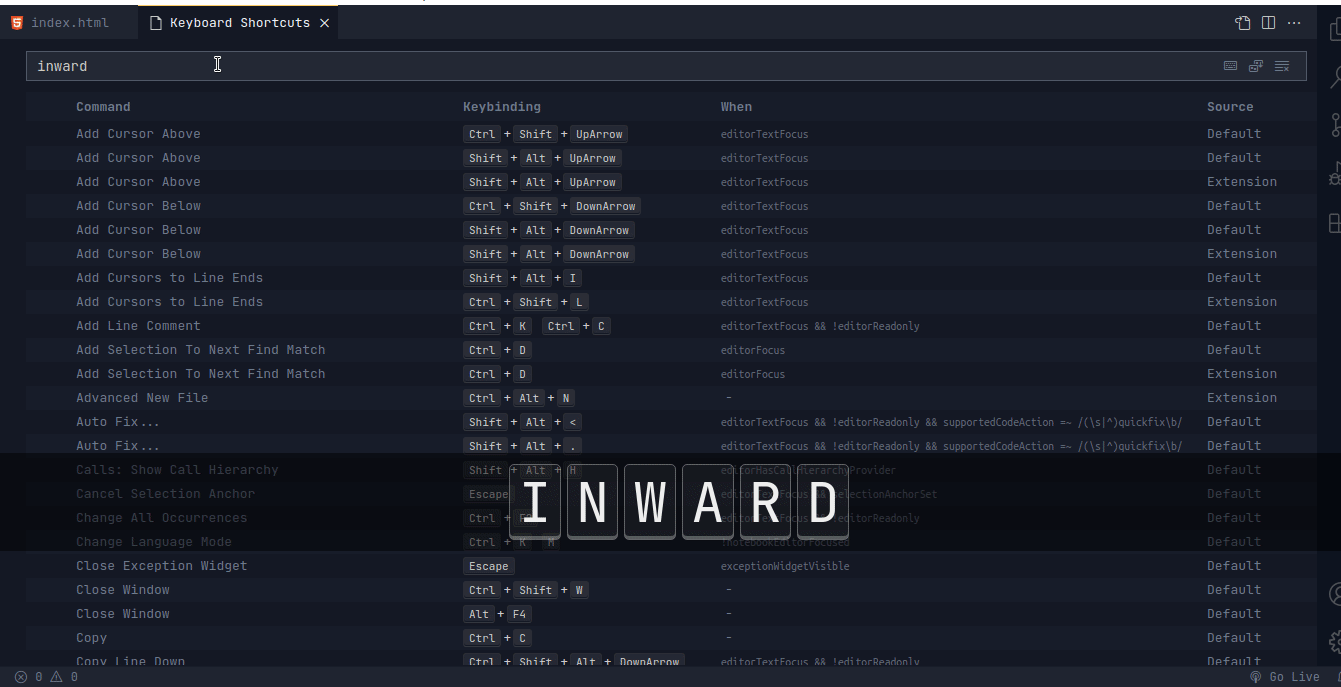 index.html Keyboard Shortcuts
inward
Command Keybinding When Source
Add Cursor Above Ctrl + Shift + UpArrow editorTextFocus Default
Add Cursor Above Shift + Alt + UpArrow editorTextFocus Default
Add Cursor Above Shift + Alt + UpArrow editorTextFocus Extension
Add Cursor Below Ctrl + Shift + DownArrow editorTextFocus Default
Add Cursor Below Shift + Alt + DownArrow editorTextFocus Default
Add Cursor Below Shift + Alt + DownArrow editorTextFocus Extension
Add Cursors to Line Ends Shift + Alt + I editorTextFocus Default
Add Cursors to Line Ends Ctrl + Shift + L editorTextFocus Extension
Add Line Comment Ctrl + K Ctrl + C editorTextFocus && !editorReadonly Default
Add Selection To Next Find Match Ctrl + D editorFocus Default
Add Selection To Next Find Match Ctrl + D editorFocus Extension
Advanced New File Ctrl + Alt + N - Extension
Auto Fix... Shift + Alt + < editorTextFocus && !editorReadonly && supportedCodeAction =~ /(\s|^)quickfix\b/ Default
Auto Fix... Shift + Alt + . editorTextFocus && !editorReadonly && supportedCodeAction =~ /(\s|^)quickfix\b/ Default
Calls: Show Call Hierarchy Shift + Alt + H editorHasCallHierarchyProvider Default
Cancel Selection Anchor Escape editorTextFocus && selectionAnchorSet Default
INWARD
Change All Occurrences Ctrl + editorTextFocus && !editorReadonly Default
Change Language Mode Ctrl + K M !notebookEditorFocused Default
Close Exception Widget Escape exceptionWidgetVisible Default
Close Window Ctrl + Shift + W - Default
Close Window Alt + F4 - Default
Copy Ctrl + C - Default
Copy Line Down Ctrl + Shift + Alt + DownArrow editorTextFocus && !editorReadonly Default
0 0 Go Live